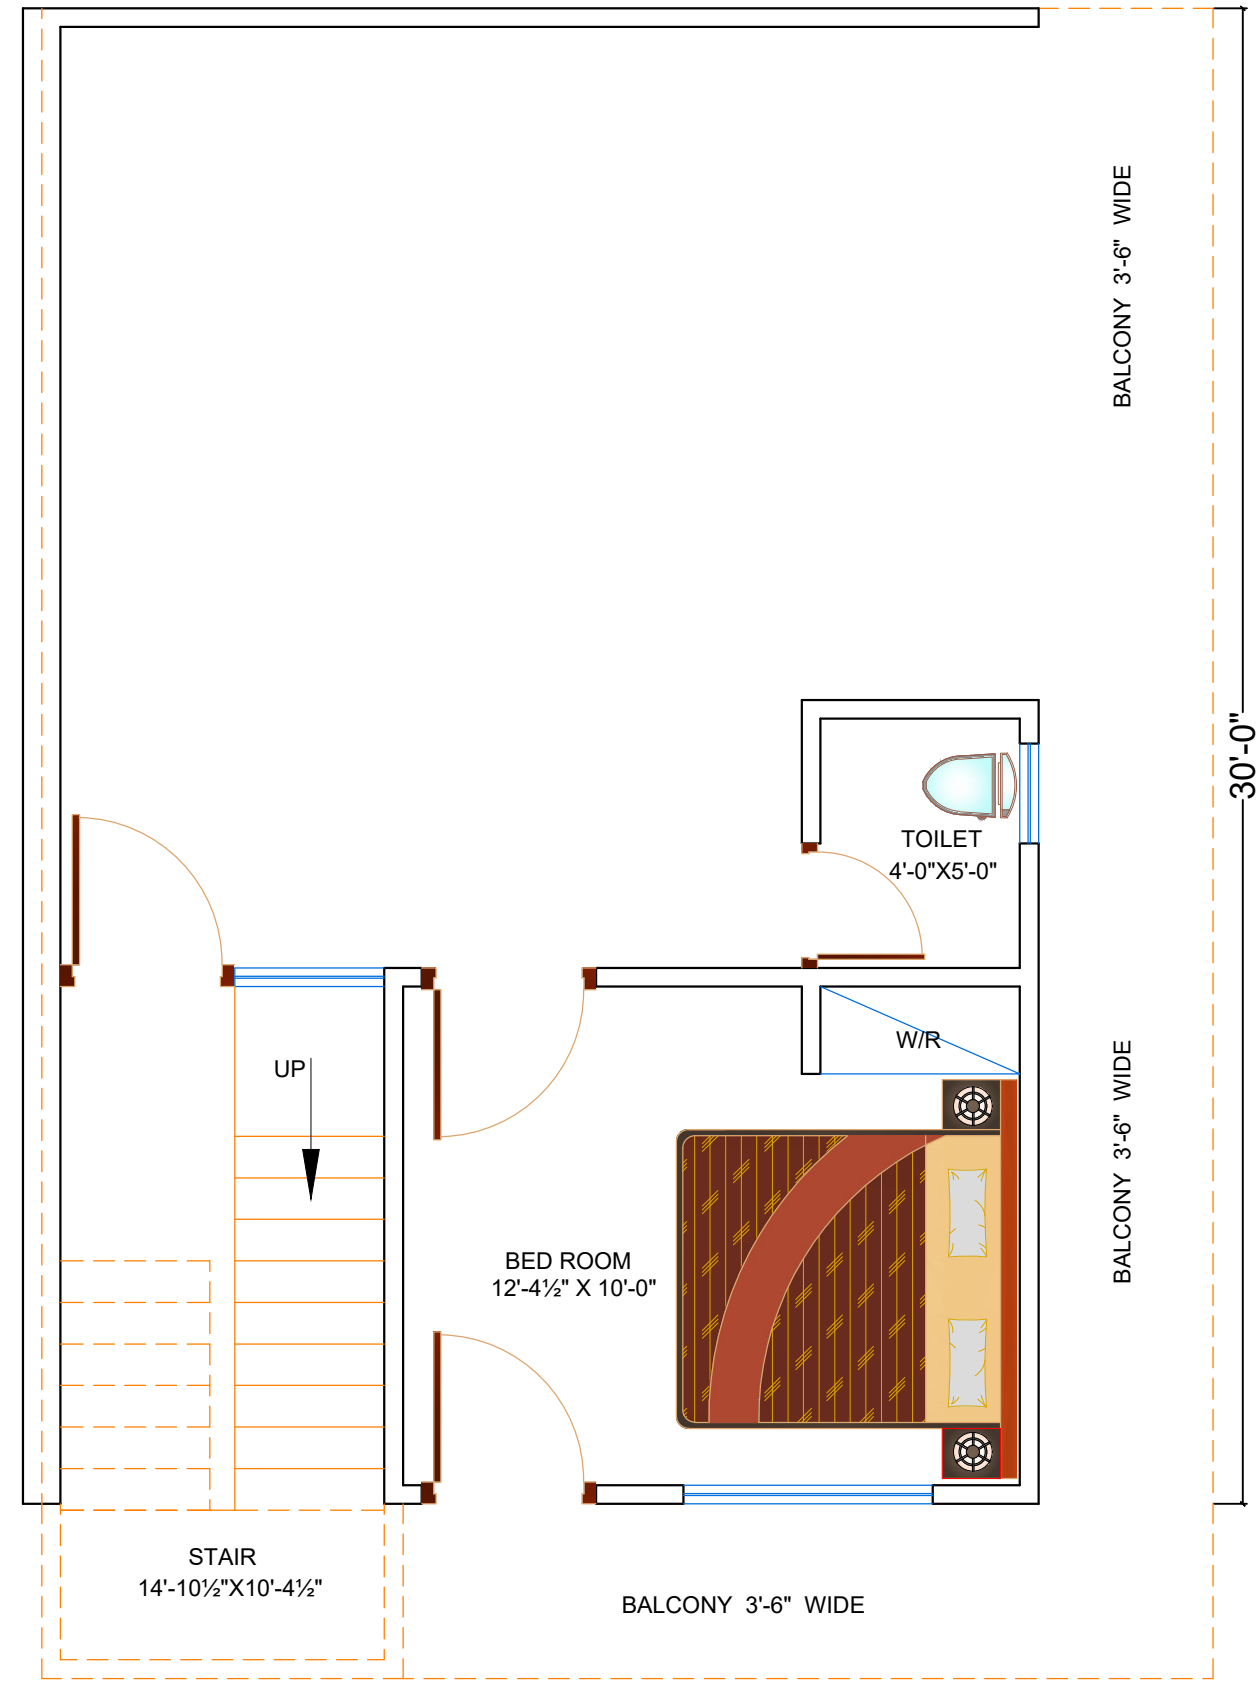 BALCONY 3'-6" WIDE
30'-0"
TOILET
4'-0"X5'-0"
W/R
UP
BALCONY 3'-6" WIDE
BED ROOM
12'-4½" X 10'-0"
STAIR
14'-10½"X10'-4½"
BALCONY 3'-6" WIDE